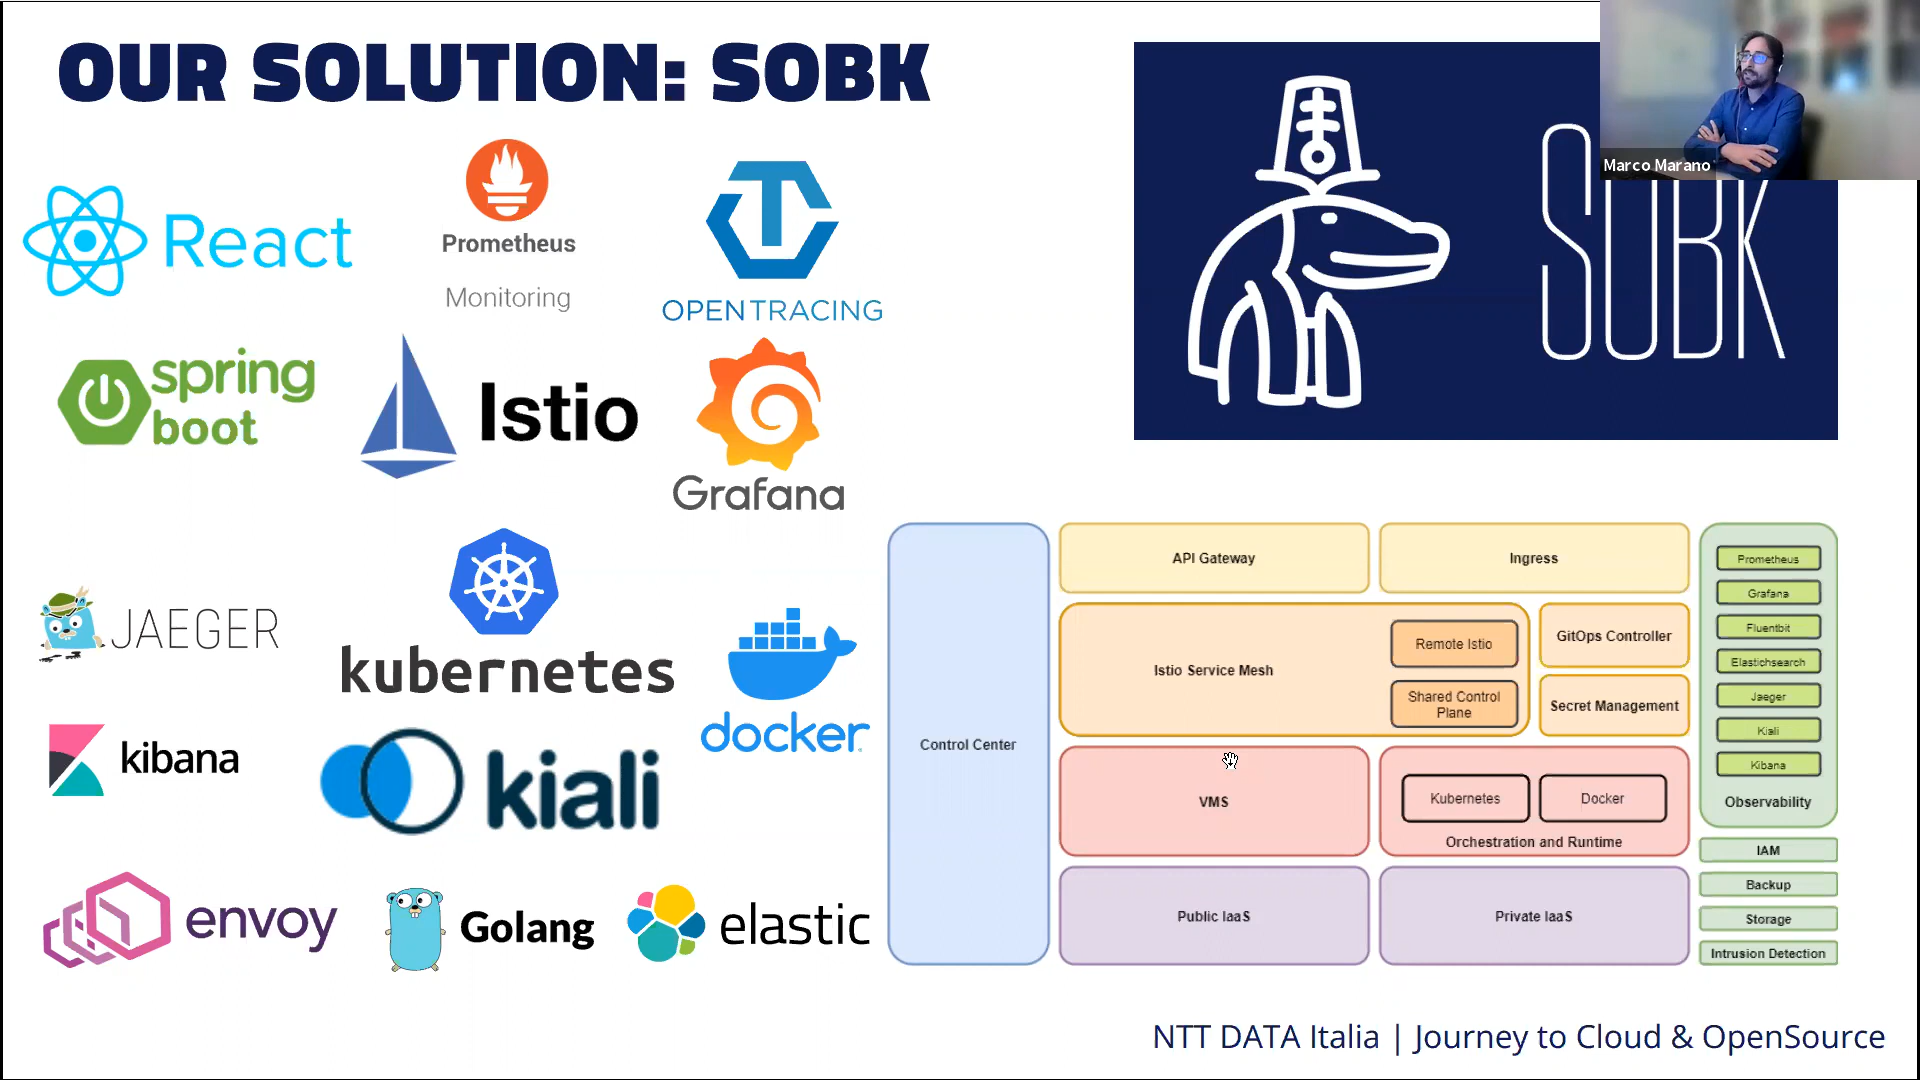 OUR SOLUTION: SOBK
React
Prometheus
Monitoring
OPENTRACING
spring
boot
Istio
Grafana
JAEGER
kubernetes
docker
kibana
kiali
envoy
Golang
elastic
SOBK
Marco Marano
Control Center
API Gateway
Ingress
Istio Service Mesh
Remote Istio
Shared Control
Plane
GitOps Controller
Secret Management
VMS
Kubernetes
Docker
Orchestration and Runtime
Public IaaS
Private IaaS
Prometheus
Grafana
Fluentbit
Elastichsearch
Jaeger
Kiali
Kibana
Observability
IAM
Backup
Storage
Intrusion Detection
NTT DATA Italia | Journey to Cloud & OpenSource